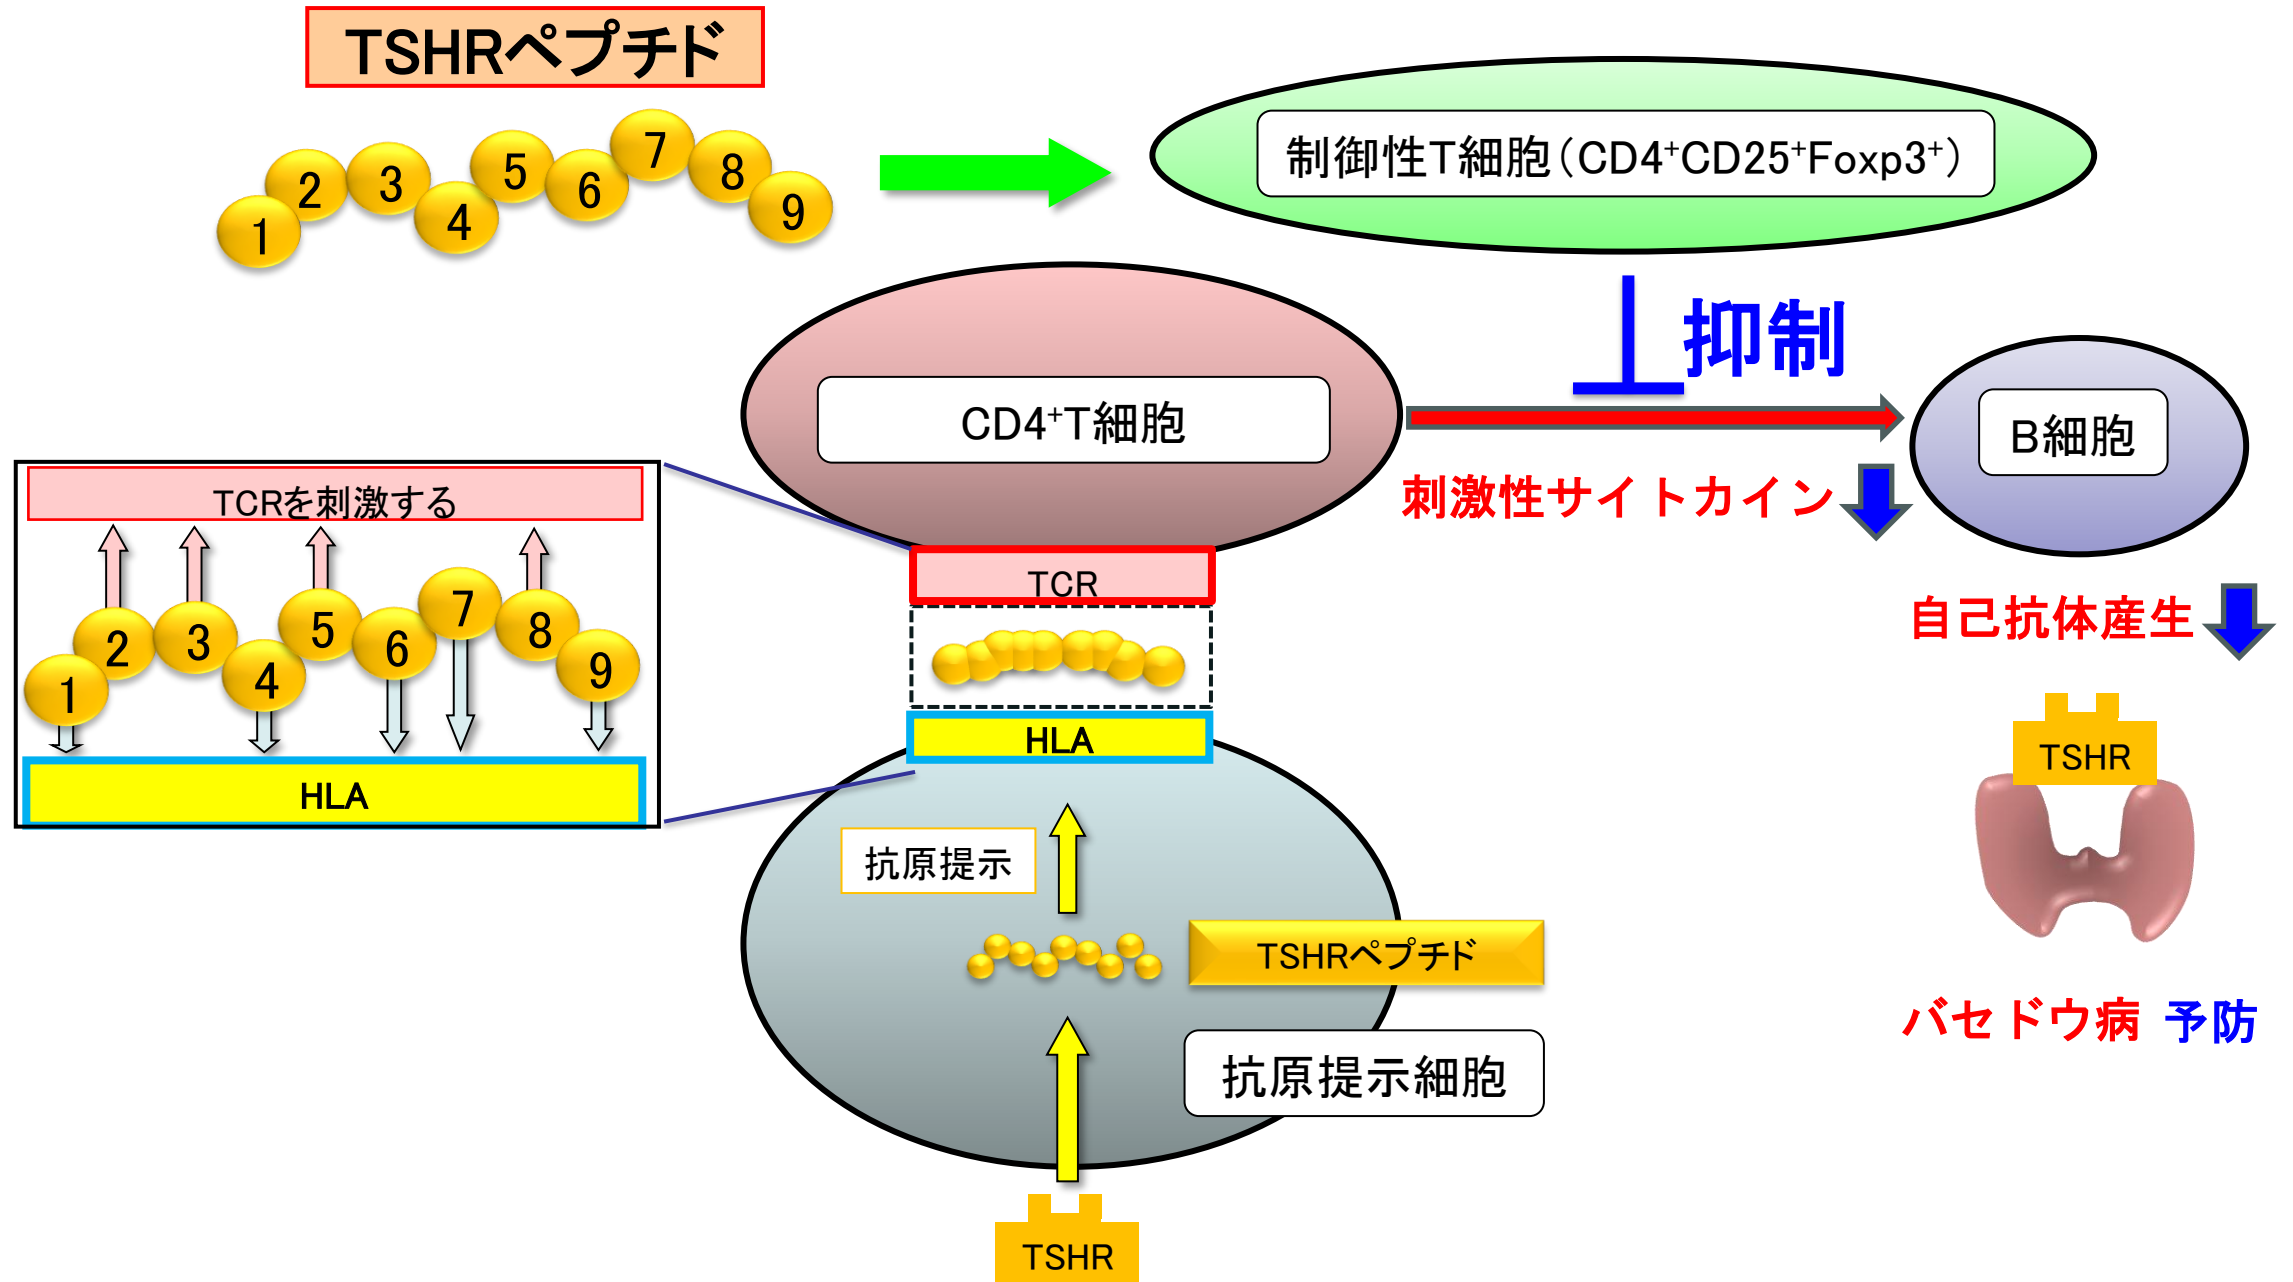 TSHRペプチド
1
2
3
4
5
6
7
8
9
制御性T細胞(CD4⁺CD25⁺Foxp3⁺)
抑制
CD4⁺T細胞
B細胞
刺激性サイトカイン
TCRを刺激する
1
2
3
4
5
6
7
8
9
HLA
TCR
HLA
自己抗体産生
TSHR
抗原提示
TSHRペプチド
抗原提示細胞
バセドウ病 予防
TSHR